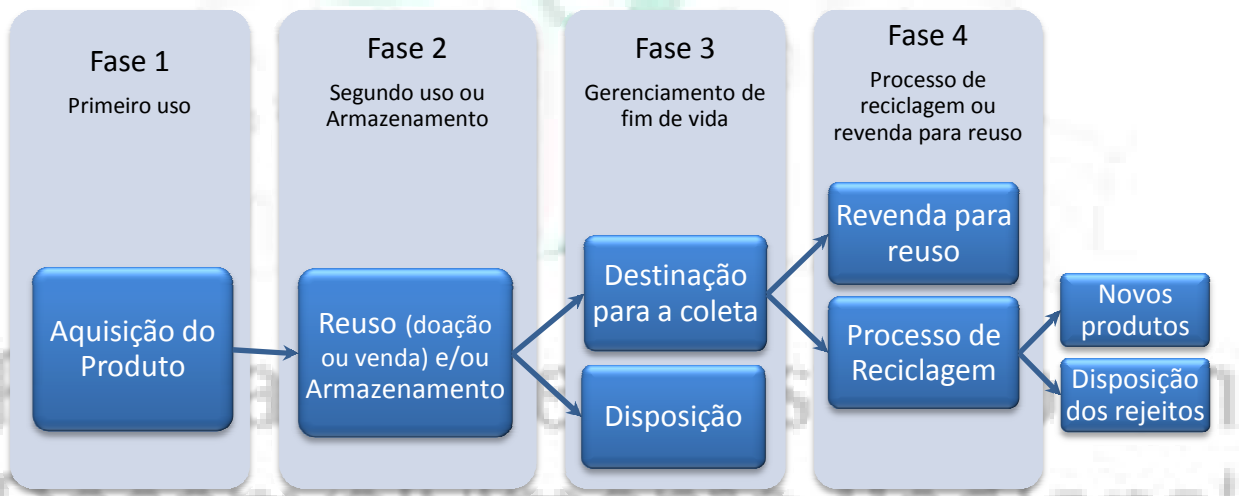 Fase 1
Primeiro uso
Aquisição do
Produto
Fase 2
Segundo uso ou
Armazenamento
Reuso (doação
ou venda) e/ou
Armazenamento
Fase 3
Gerenciamento de
fim de vida
Destinação
para a coleta
Disposição
Fase 4
Processo de
reciclagem ou
revenda para reuso
Revenda para
reuso
Processo de
Reciclagem
Novos
produtos
Disposição
dos rejeitos